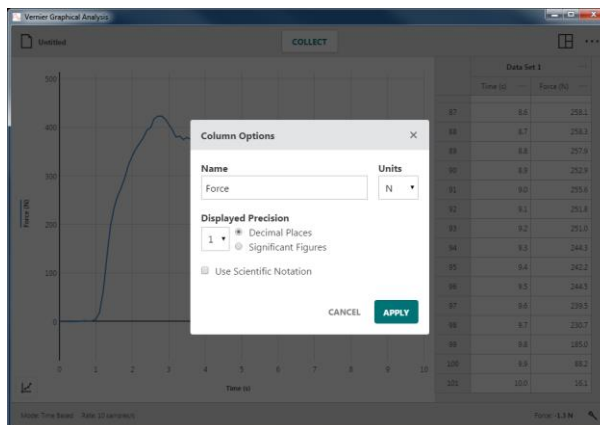 Vernier Graphical Analysis
Untitled
COLLECT
Data Set 1
Time (s)
Force (N)
500
400
300
200
100
0
Force (N)
0 1 2 3 4 5 6 7 8 9 10
Time (s)
Column Options
Name
Units
Force
N
Displayed Precision
1
Decimal Places
Significant Figures
Use Scientific Notation
CANCEL
APPLY
87 8.6 258.1
88 8.7 258.3
89 8.8 257.9
90 8.9 252.9
91 9.0 255.6
92 9.1 251.8
93 9.2 251.0
94 9.3 244.3
95 9.4 242.2
96 9.5 244.5
97 9.6 239.5
98 9.7 230.7
99 9.8 185.0
100 9.9 88.2
101 10.0 16.1
Mode: Time Based Rate: 10 samples/s
Force: -1.3 N